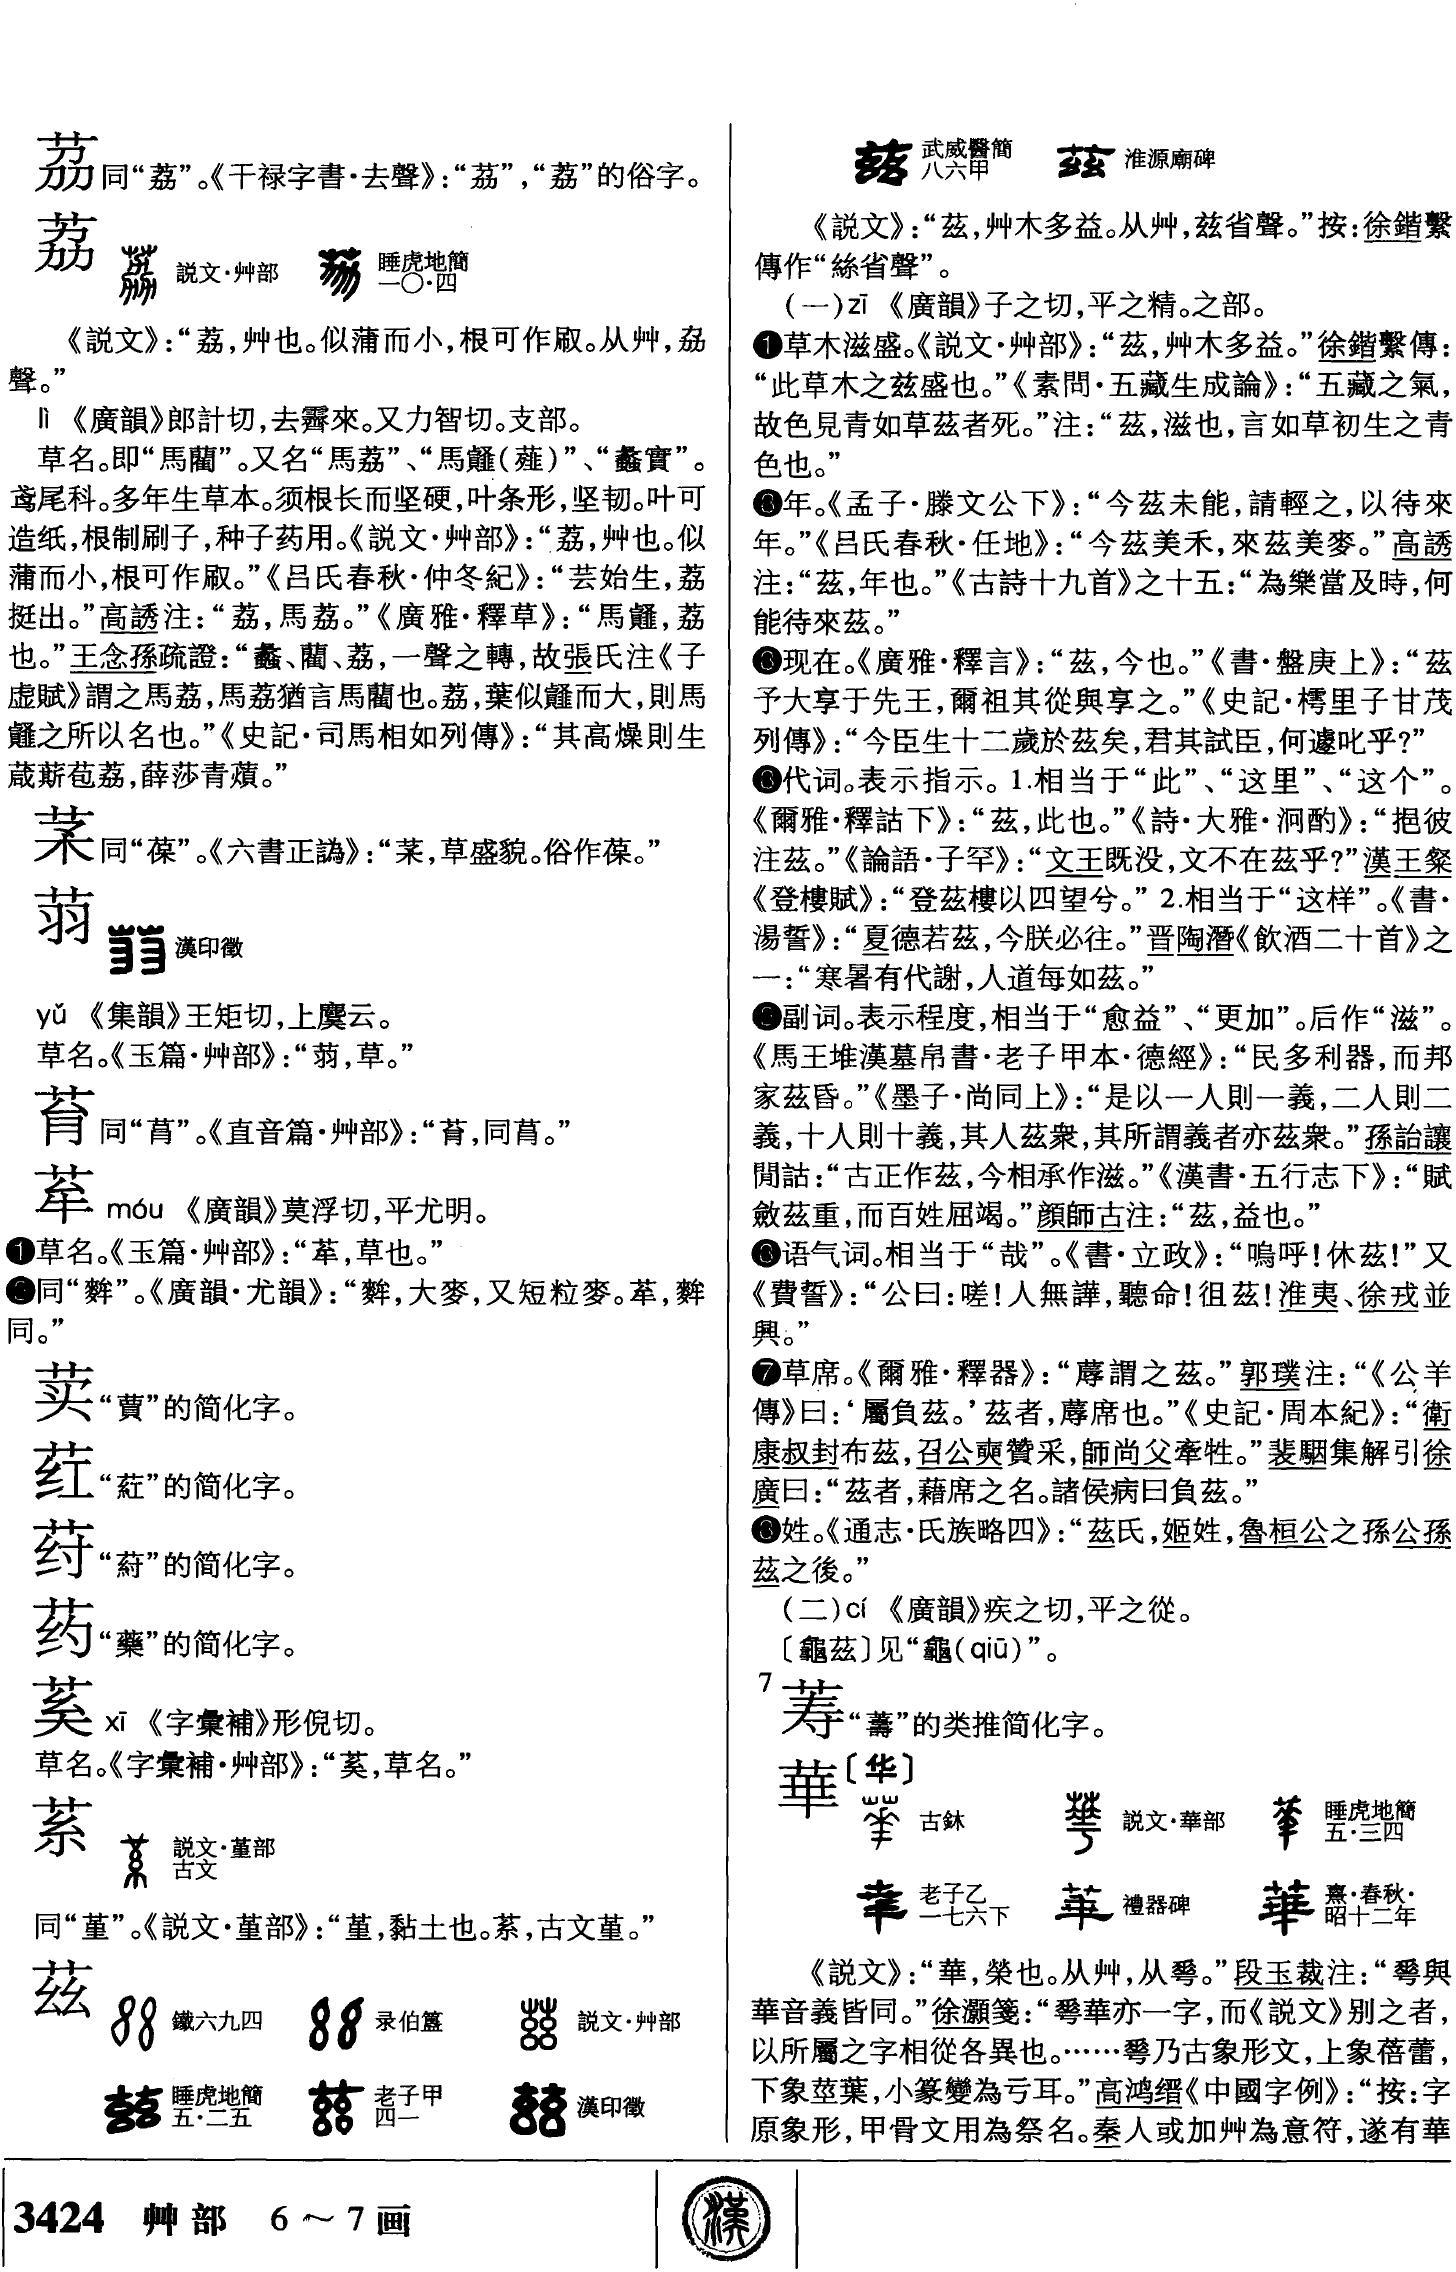 茘同“荔”。《干禄字書·去聲》：“茘”，“荔”的俗字。
荔
説文·艸部
睡虎地簡
一〇·四
《説文》：“荔，艸也。似蒲而小，根可作㕞。从艸，劦
聲。”
lì 《廣韻》郎計切，去霽來。又力智切。支部。
草名。即“馬藺”。又名“馬荔”、“馬䪥(薤)”、“蠡實”。
鸢尾科。多年生草本。须根长而坚硬，叶条形，坚韧。叶可
造纸，根制刷子，种子药用。《説文·艸部》：“荔，艸也。似
蒲而小，根可作㕞。”《吕氏春秋·仲冬紀》：“芸始生，荔
挺出。”高誘注：“荔，馬荔。”《廣雅·釋草》：“馬䪥，荔
也。”王念孫疏證：“蠡、藺、荔，一聲之轉，故張氏注《子
虚賦》謂之馬荔，馬荔猶言馬藺也。荔，葉似䪥而大，則馬
䪥之所以名也。”《史記·司馬相如列傳》：“其高燥則生
葴蓒苞荔，薛莎青薠。”
同“葆”。《六書正譌》：“，草盛貌。俗作葆。”
䓯
漢印徵
yǔ 《集韻》王矩切，上麌云。
草名。《玉篇·艸部》：“䓯，草。”
同“莒”。《直音篇·艸部》：“，同莒。”
móu 《廣韻》莫浮切，平尤明。
❶草名。《玉篇·艸部》：“，草也。”
❷同“麰”。《廣韻·尤韻》：“麰，大麥，又短粒麥。，麰
同。”
荬“蕒”的简化字。
荭“葒”的简化字。
荮“葤”的简化字。
药“藥”的简化字。
xī 《字彙補》形倪切。
草名。《字彙補·艸部》：“，草名。”
説文·堇部
古文
同“堇”。《説文·堇部》：“堇，黏土也。，古文堇。”
茲
鐵六九四
录伯簋
説文·艸部
睡虎地簡
五·二五
老子甲
四一
漢印徵
武威醫簡
八六甲
淮源廟碑
《説文》：“茲，艸木多益。从艸，兹省聲。”按：徐鍇繫
傳作“絲省聲”。
(一)zī 《廣韻》子之切，平之精。之部。
❶草木滋盛。《説文·艸部》：“茲，艸木多益。”徐鍇繫傳：
“此草木之兹盛也。”《素問·五藏生成論》：“五藏之氣，
故色見青如草茲者死。”注：“茲，滋也，言如草初生之青
色也。”
❷年。《孟子·滕文公下》：“今茲未能，請輕之，以待來
年。”《吕氏春秋·任地》：“今茲美禾，來茲美麥。”高誘
注：“茲，年也。”《古詩十九首》之十五：“為樂當及時，何
能待來茲。”
❸现在。《廣雅·釋言》：“茲，今也。”《書·盤庚上》：“茲
予大享于先王，爾祖其從與享之。”《史記·樗里子甘茂
列傳》：“今臣生十二歲於茲矣，君其試臣，何遽叱乎？”
❹代词。表示指示。1.相当于“此”、“这里”、“这个”。
《爾雅·釋詁下》：“茲，此也。”《詩·大雅·泂酌》：“挹彼
注茲。”《論語·子罕》：“文王既没，文不在茲乎？”漢王粲
《登樓賦》：“登茲樓以四望兮。”2.相当于“这样”。《書·
湯誓》：“夏德若茲，今朕必往。”晋陶潛《飲酒二十首》之
一：“寒暑有代謝，人道每如茲。”
❺副词。表示程度，相当于“愈益”、“更加”。后作“滋”。
《馬王堆漢墓帛書·老子甲本·德經》：“民多利器，而邦
家茲昏。”《墨子·尚同上》：“是以一人則一義，二人則二
義，十人則十義，其人茲衆，其所謂義者亦茲衆。”孫詒讓
閒詁：“古正作茲，今相承作滋。”《漢書·五行志下》：“賦
斂茲重，而百姓屈竭。”顔師古注：“茲，益也。”
❻语气词。相当于“哉”。《書·立政》：“嗚呼！休茲！”又
《費誓》：“公曰：嗟！人無譁，聽命！徂茲！淮夷、徐戎並
興。”
❼草席。《爾雅·釋器》：“蓐謂之茲。”郭璞注：“《公羊
傳》曰：‘屬負茲。’茲者，蓐席也。”《史記·周本紀》：“衛
康叔封布茲，召公奭贊采，師尚父牽牲。”裴駰集解引徐
廣曰：“茲者，藉席之名。諸侯病曰負茲。”
❽姓。《通志·氏族略四》：“茲氏，姬姓，魯桓公之孫公孫
茲之後。”
(二)cí 《廣韻》疾之切，平之從。
〔龜茲〕见“龜(qiū)”。
7
“薵”的类推简化字。
華〔华〕
古鉢
説文·華部
睡虎地簡
五·三四
老子乙
一七六下
禮器碑
熹·春秋·
昭十二年
《説文》：“華，榮也。从艸，从𠌶。”段玉裁注：“𠌶與
華音義皆同。”徐灝箋：“𠌶華亦一字，而《説文》别之者，
以所屬之字相從各異也。……𠌶乃古象形文，上象蓓蕾，
下象莖葉，小篆變為亏耳。”高鸿缙《中國字例》：“按：字
原象形，甲骨文用為祭名。秦人或加艸為意符，遂有華
3424 艸部 6～7画
漢